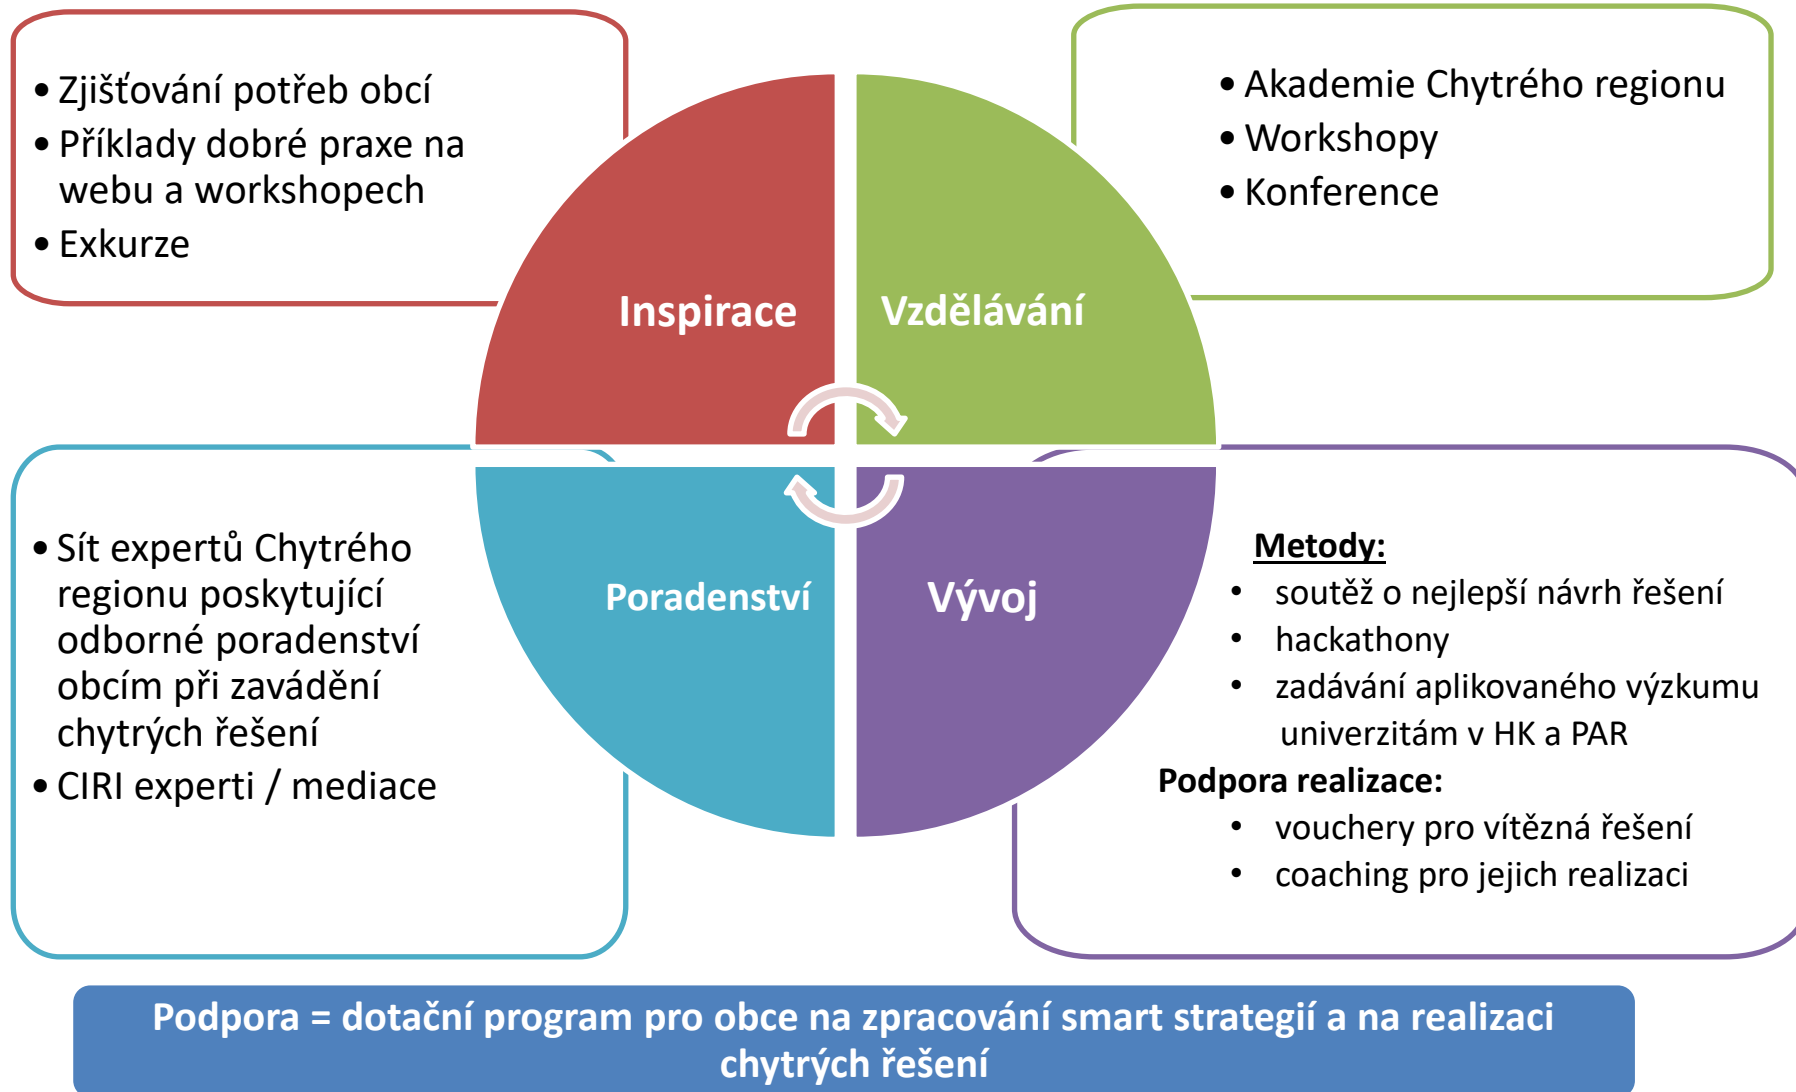 • Zjišťování potřeb obcí
• Příklady dobré praxe na
webu a workshopech
• Exkurze
• Akademie Chytrého regionu
• Workshopy
• Konference
Inspirace
Vzdělávání
Poradenství
Vývoj
• Sít expertů Chytrého
regionu poskytující
odborné poradenství
obcím při zavádění
chytrých řešení
• CIRI experti / mediace
Metody:
• soutěž o nejlepší návrh řešení
• hackathony
• zadávání aplikovaného výzkumu
univerzitám v HK a PAR
Podpora realizace:
• vouchery pro vítězná řešení
• coaching pro jejich realizaci
Podpora = dotační program pro obce na zpracování smart strategií a na realizaci
chytrých řešení